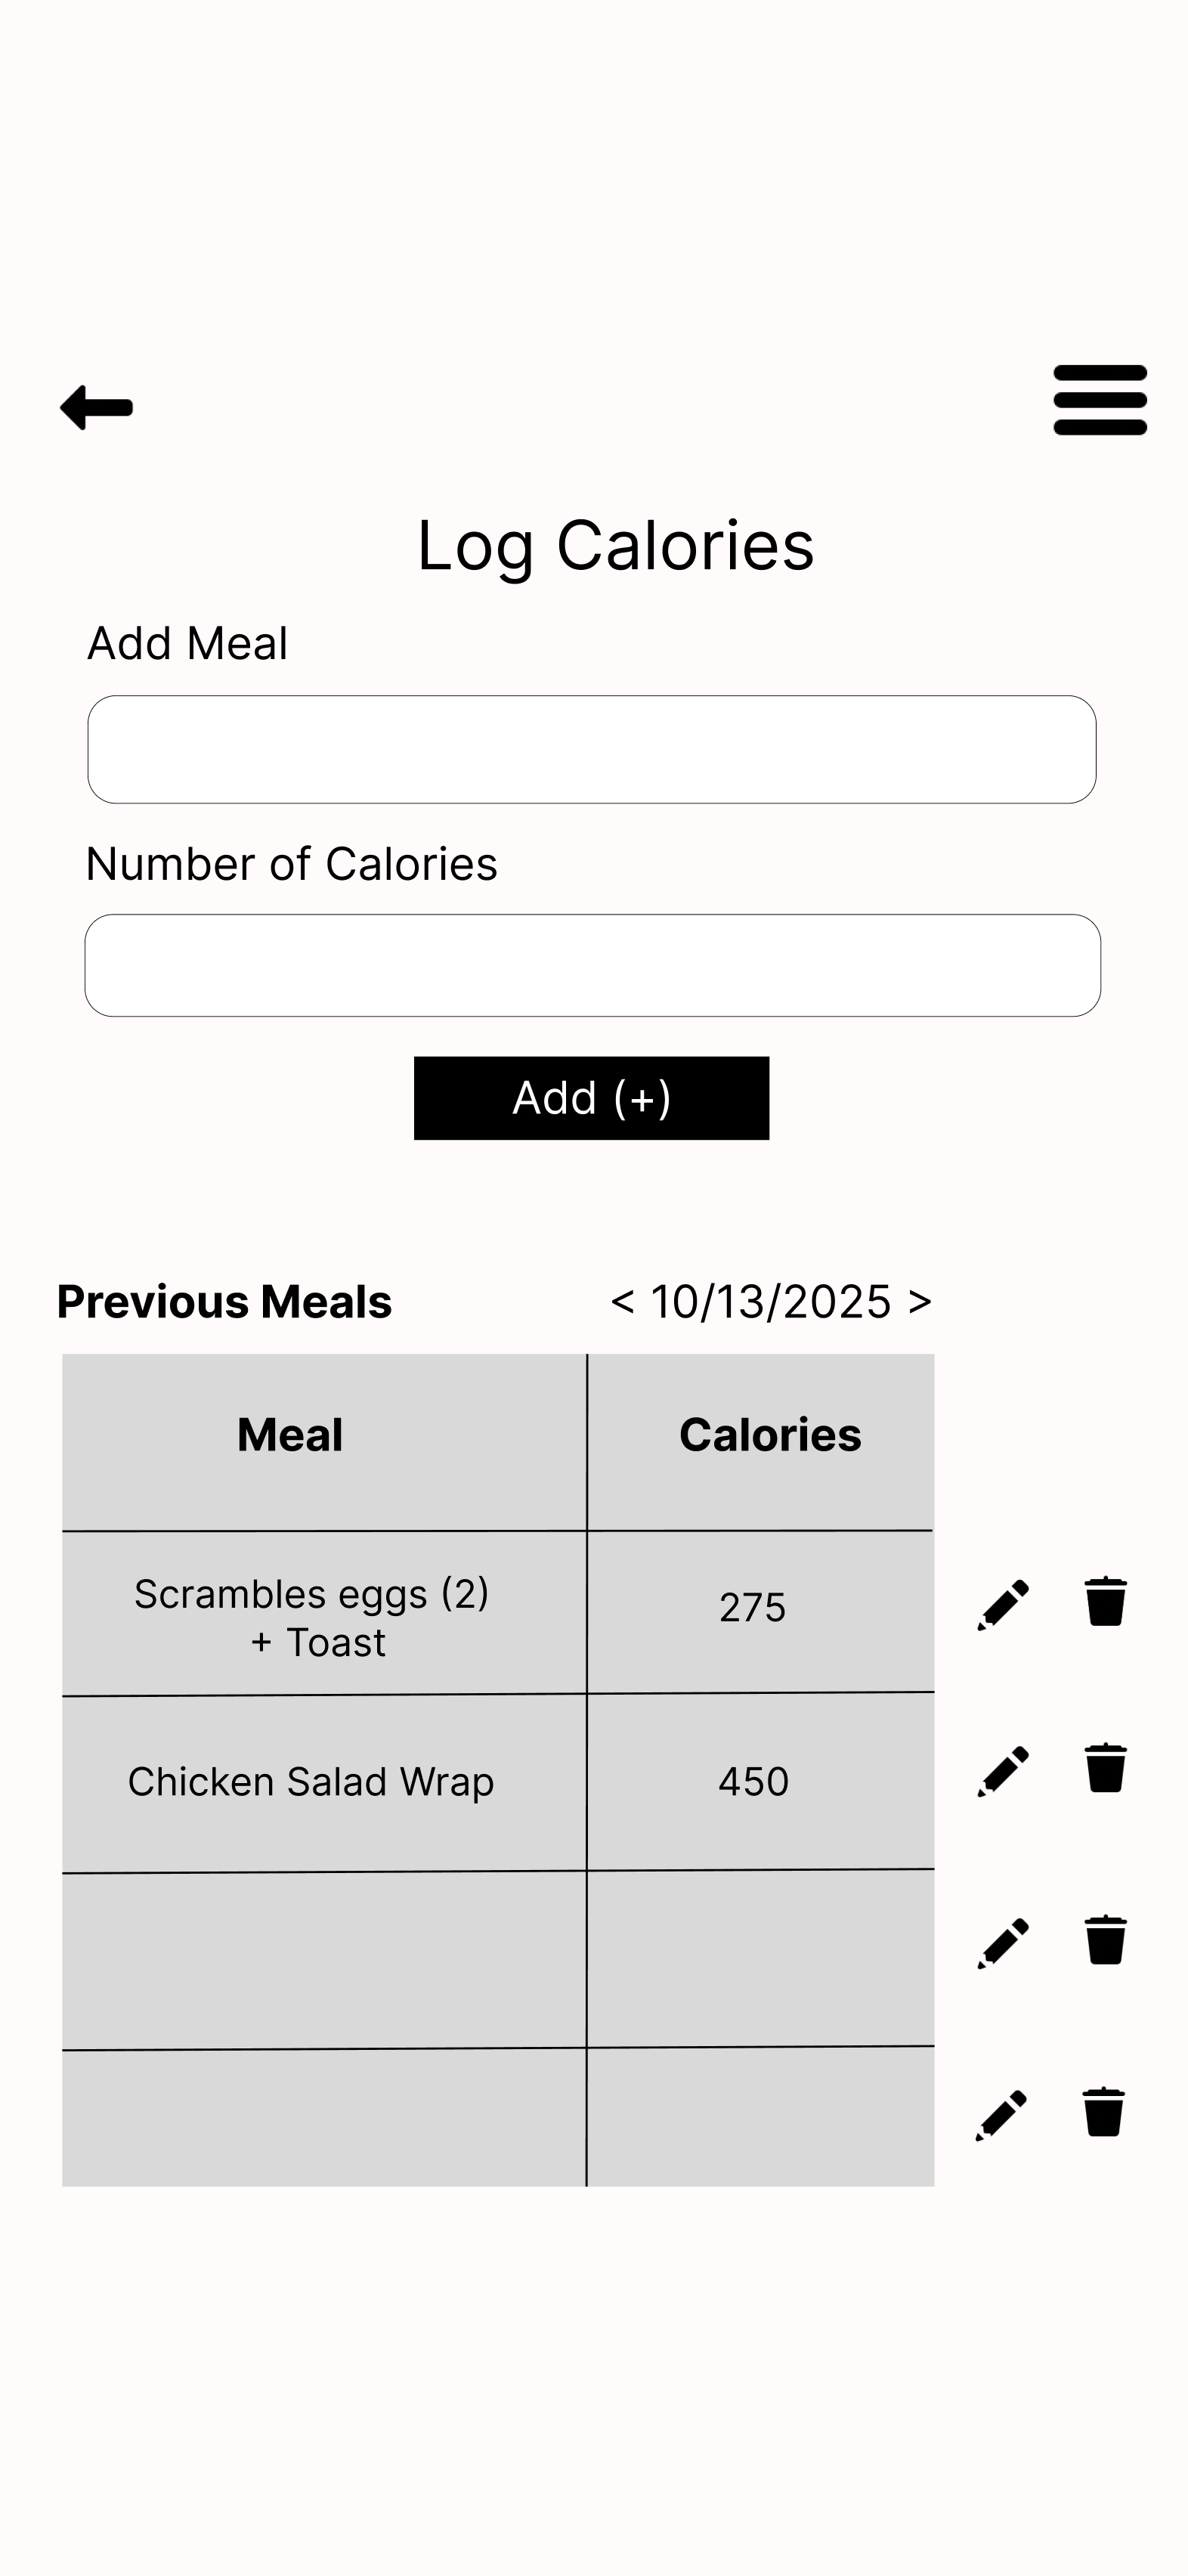 Log Calories
Add Meal
Number of Calories
Add (+)
Previous Meals < 10/13/2025 >
Meal Calories
Scrambles eggs (2)
+ Toast
275
Chicken Salad Wrap 450